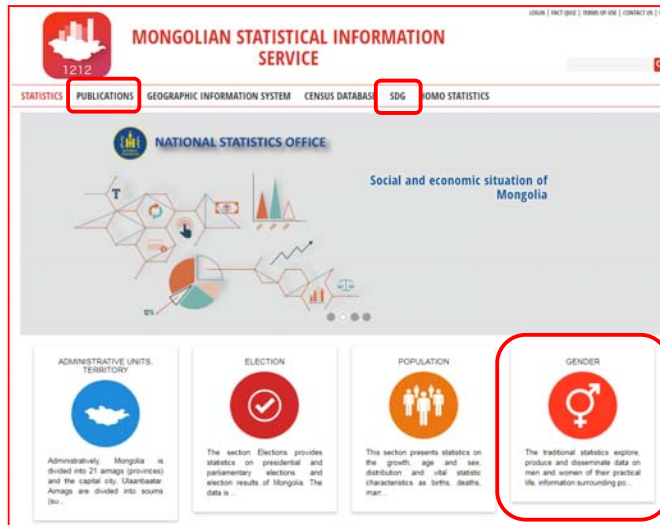 LOGIN | FACT QUIZ | TERMS OF USE | CONTACT US |
MONGOLIAN STATISTICAL INFORMATION
SERVICE
1212
STATISTICS PUBLICATIONS GEOGRAPHIC INFORMATION SYSTEM CENSUS DATABASE SDG HOMO STATISTICS
NATIONAL STATISTICS OFFICE
Social and economic situation of
Mongolia
T
12%
ADMINISTRATIVE UNITS,
TERRITORY
Administratively, Mongolia is
divided into 21 aimags (provinces)
and the capital city, Ulaanbaatar.
Aimags are divided into soums
(su...
ELECTION
The section Elections provides
statistics on presidential and
parliamentary elections and
election results of Mongolia. The
data is ...
POPULATION
This section presents statistics on
the growth, age and sex,
distribution and vital statistic
characteristics as births, deaths,
marr...
GENDER
The traditional statistics explore,
produce and disseminate data on
men and women of their practical
life, information surrounding po...